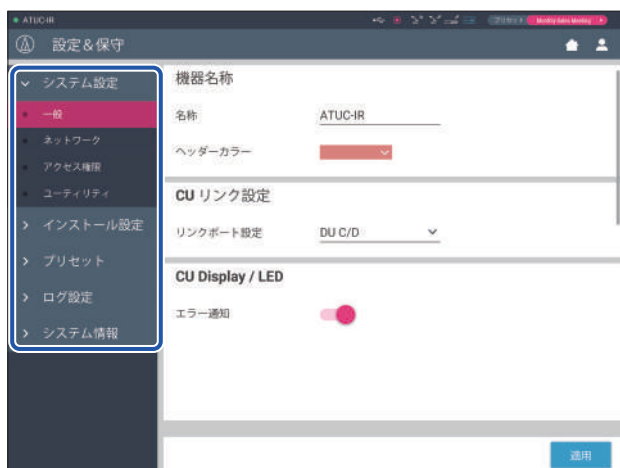 ATUC-IR
プリセット Monthly Sales Meeting
設定＆保守
システム設定
一般
ネットワーク
アクセス権限
ユーティリティ
インストール設定
プリセット
ログ設定
システム情報
機器名称
名称 ATUC-IR
ヘッダーカラー
CU リンク設定
リンクポート設定 DU C/D
CU Display / LED
エラー通知
適用